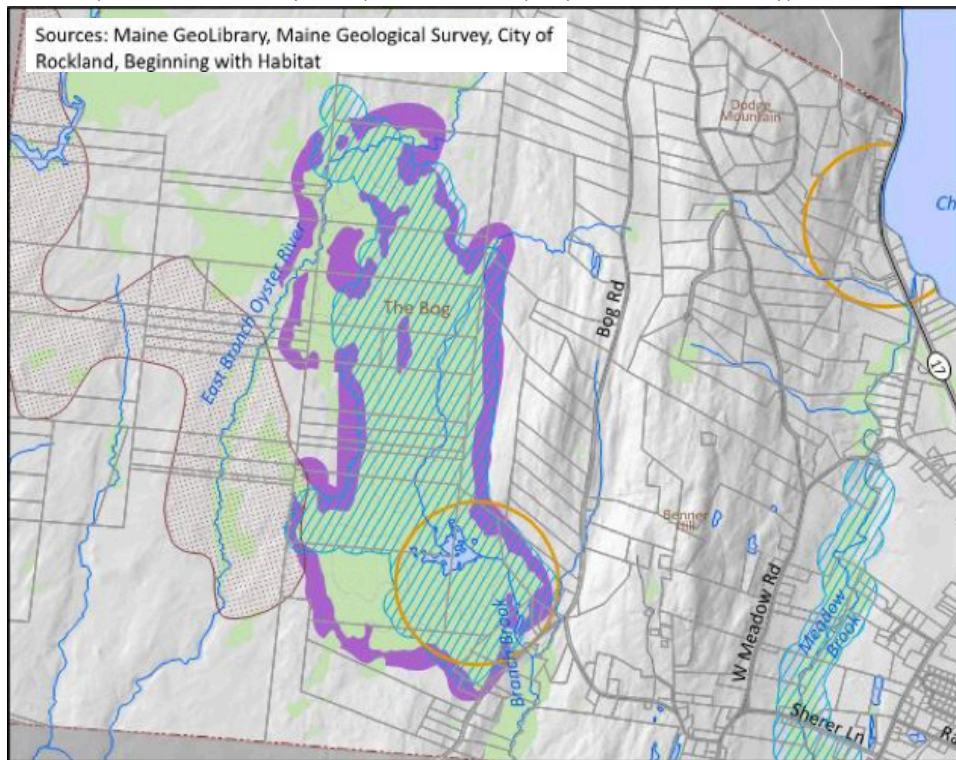 Sources: Maine GeoLibrary, Maine Geological Survey, City of
Rockland, Beginning with Habitat
Dodge
Mountain
Ch
East Branch Oyster River
The Bog
Bog Rd
17
Benner
Hill
W Meadow Rd
Meadow
Brook
Branch Brook
Sherer Ln
Ra